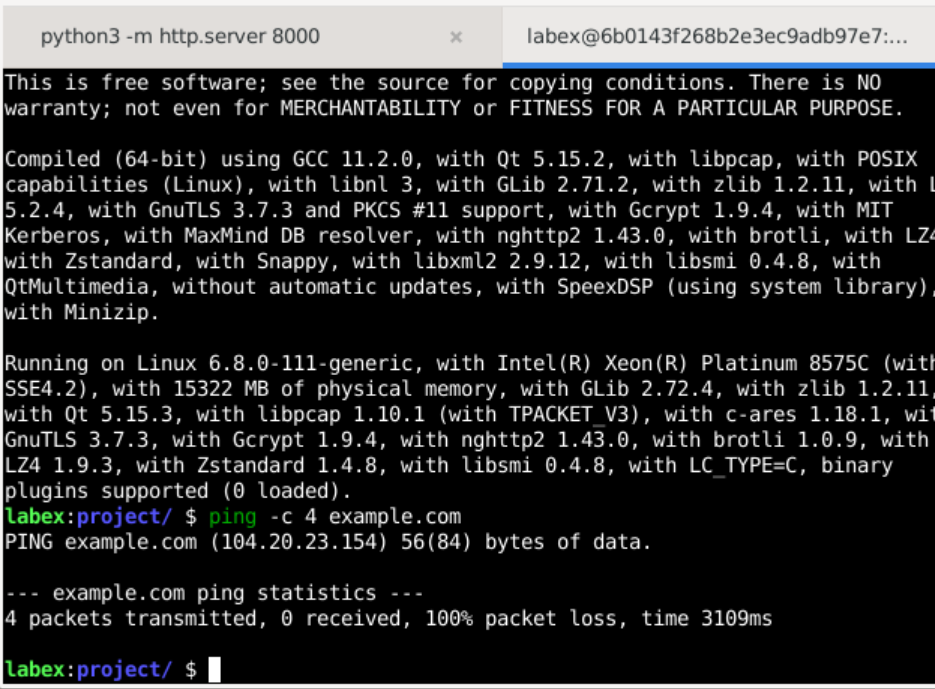 python3 -m http.server 8000 ×
labex@6b0143f268b2e3ec9adb97e7:...
This is free software; see the source for copying conditions. There is NO
warranty; not even for MERCHANTABILITY or FITNESS FOR A PARTICULAR PURPOSE.
Compiled (64-bit) using GCC 11.2.0, with Qt 5.15.2, with libpcap, with POSIX
capabilities (Linux), with libnl 3, with GLib 2.71.2, with zlib 1.2.11, with
5.2.4, with GnuTLS 3.7.3 and PKCS #11 support, with Gcrypt 1.9.4, with MIT
Kerberos, with MaxMind DB resolver, with nghttp2 1.43.0, with brotli, with LZ4
with Zstandard, with Snappy, with libxml2 2.9.12, with libsmi 0.4.8, with
QtMultimedia, without automatic updates, with SpeexDSP (using system library),
with Minizip.
Running on Linux 6.8.0-111-generic, with Intel(R) Xeon(R) Platinum 8575C (with
SSE4.2), with 15322 MB of physical memory, with GLib 2.72.4, with zlib 1.2.11,
with Qt 5.15.3, with libpcap 1.10.1 (with TPACKET_V3), with c-ares 1.18.1, wit
GnuTLS 3.7.3, with Gcrypt 1.9.4, with nghttp2 1.43.0, with brotli 1.0.9, with
LZ4 1.9.3, with Zstandard 1.4.8, with libsmi 0.4.8, with LC_TYPE=C, binary
plugins supported (0 loaded).
labex:project/ $ ping -c 4 example.com
PING example.com (104.20.23.154) 56(84) bytes of data.
--- example.com ping statistics ---
4 packets transmitted, 0 received, 100% packet loss, time 3109ms
labex:project/ $